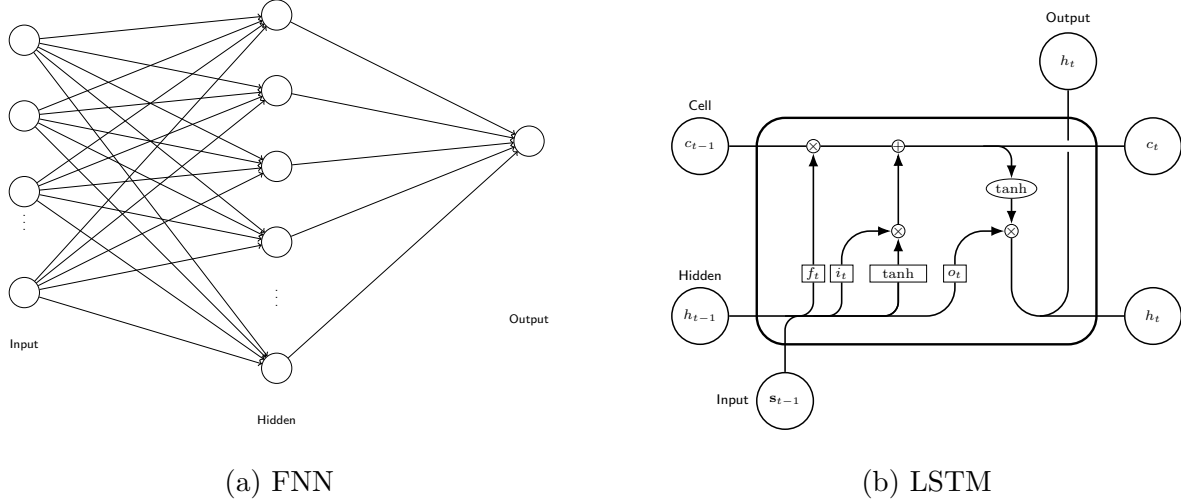 Input
Hidden
Output
(a) FNN
Output
h_t
Cell
c_{t−1}
×
+
c_t
tanh
×
×
f_t
i_t
tanh
o_t
Hidden
h_{t−1}
h_t
Input
s_{t−1}
(b) LSTM